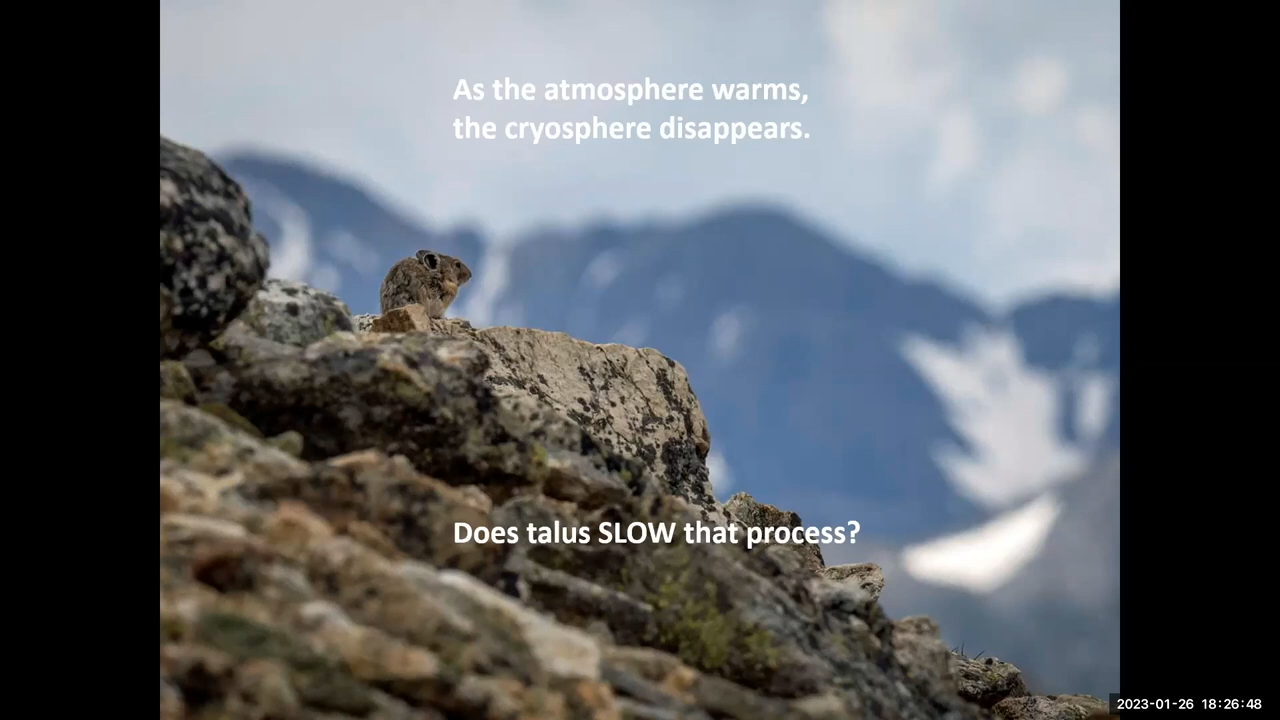 As the atmosphere warms,
the cryosphere disappears.
Does talus SLOW that process?
2023-01-26 18:26:48